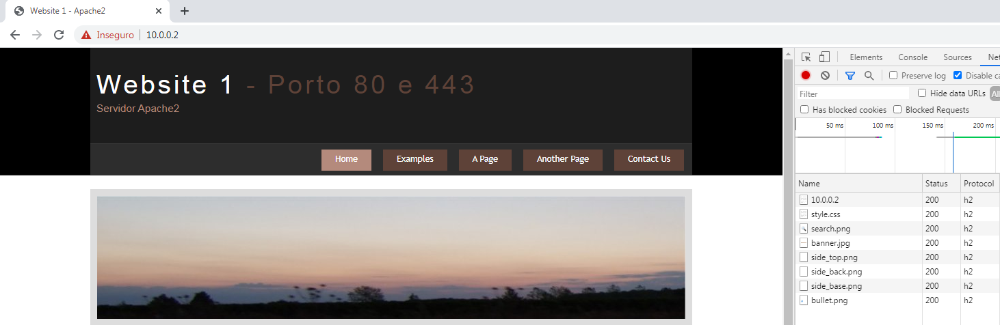 Website 1 - Apache2
Inseguro 10.0.0.2
Website 1 - Porto 80 e 443
Servidor Apache2
Home Examples A Page Another Page Contact Us
Elements Console Sources Net
Preserve log Disable ca
Filter Hide data URLs All
Has blocked cookies Blocked Requests
50 ms 100 ms 150 ms 200 ms
Name Status Protocol
10.0.0.2 200 h2
style.css 200 h2
search.png 200 h2
banner.jpg 200 h2
side_top.png 200 h2
side_back.png 200 h2
side_base.png 200 h2
bullet.png 200 h2